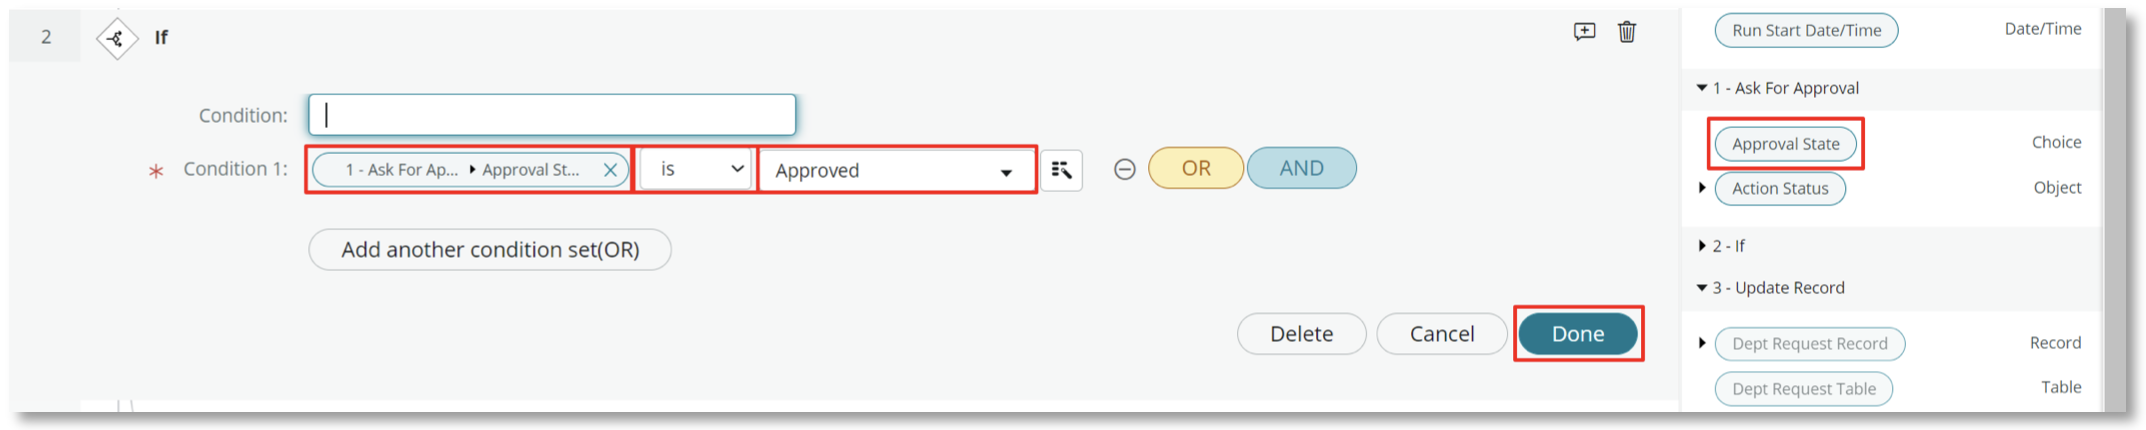 2 If
Condition:
* Condition 1: 1 - Ask For Ap... Approval St... is Approved OR AND
Add another condition set(OR)
Delete Cancel Done
Run Start Date/Time Date/Time
1 - Ask For Approval
Approval State Choice
Action Status Object
2 - If
3 - Update Record
Dept Request Record Record
Dept Request Table Table